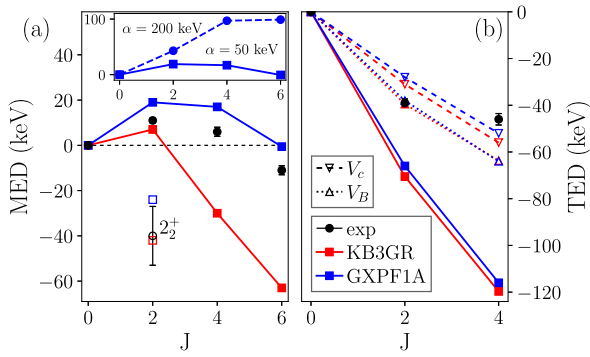 (a)
MED (keV)
40
20
0
−20
−40
−60
100
0
α = 200 keV
α = 50 keV
0 2 4 6
2₂⁺
0 2 4 6
J
(b)
V_c
V_B
exp
KB3GR
GXPF1A
0 2 4
J
0
−20
−40
−60
−80
−100
−120
TED (keV)